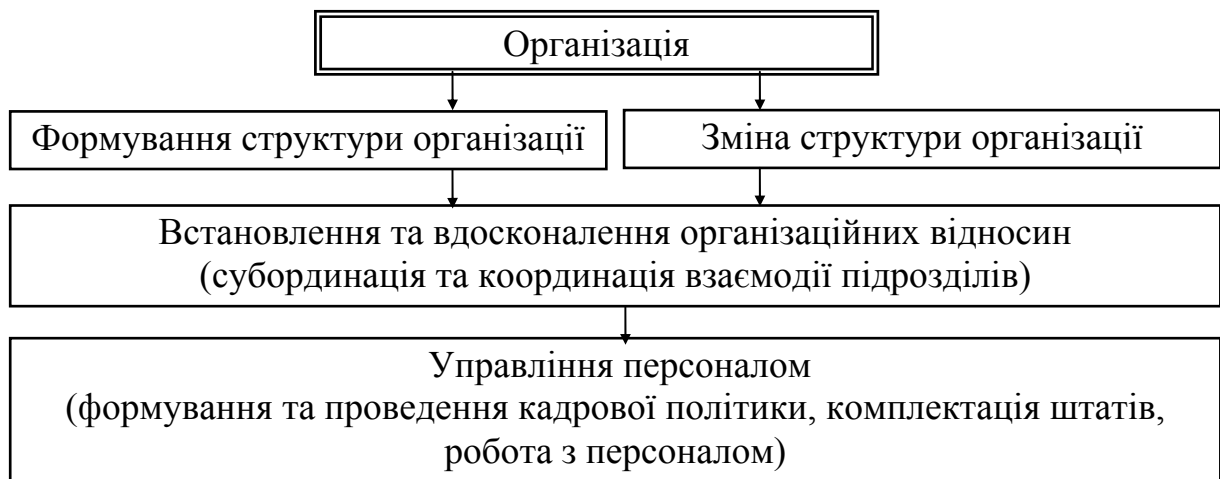 Організація
Формування структури організації
Зміна структури організації
Встановлення та вдосконалення організаційних відносин
(субординація та координація взаємодії підрозділів)
Управління персоналом
(формування та проведення кадрової політики, комплектація штатів,
робота з персоналом)